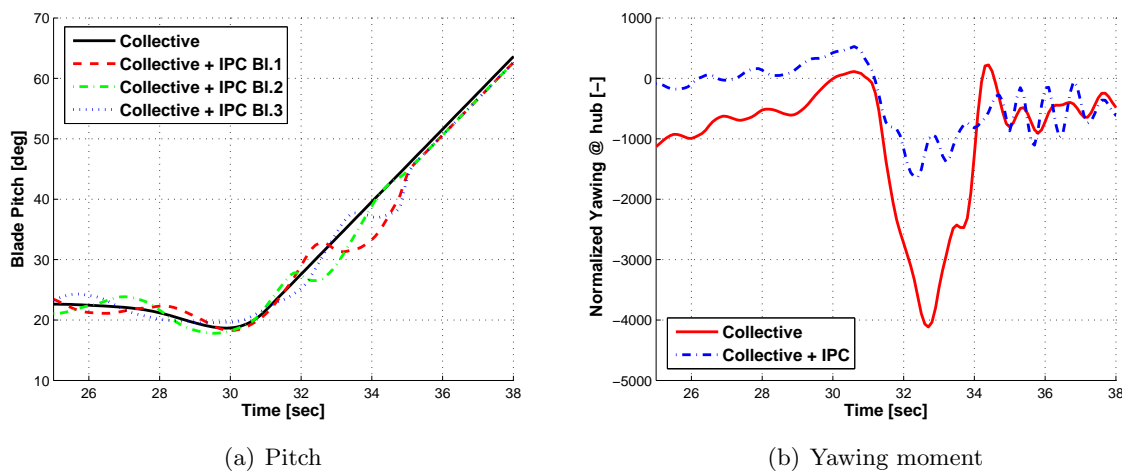 70
60
50
40
30
20
10
Blade Pitch [deg]
Collective
Collective + IPC Bl.1
Collective + IPC Bl.2
Collective + IPC Bl.3
26 28 30 32 34 36 38
Time [sec]
(a) Pitch
1000
0
−1000
−2000
−3000
−4000
−5000
Normalized Yawing @ hub [−]
Collective
Collective + IPC
26 28 30 32 34 36 38
Time [sec]
(b) Yawing moment